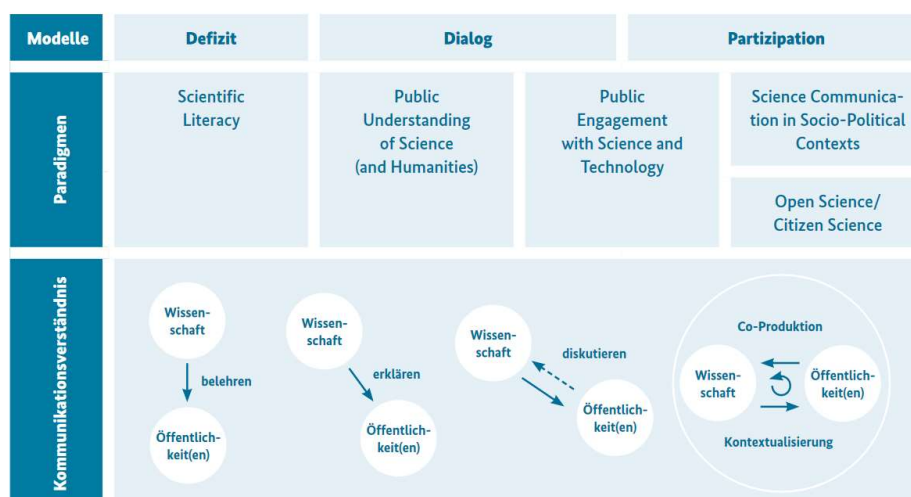 Modelle
Defizit
Dialog
Partizipation
Paradigmen
Scientific
Literacy
Public
Understanding
of Science
(and Humanities)
Public
Engagement
with Science and
Technology
Science Communica-
tion in Socio-Political
Contexts
Open Science/
Citizen Science
Kommunikationsverständnis
Wissen-
schaft
belehren
Öffentlich-
keit(en)
Wissen-
schaft
erklären
Öffentlich-
keit(en)
Wissen-
schaft
diskutieren
Öffentlich-
keit(en)
Co-Produktion
Wissen-
schaft
Öffentlich-
keit(en)
Kontextualisierung